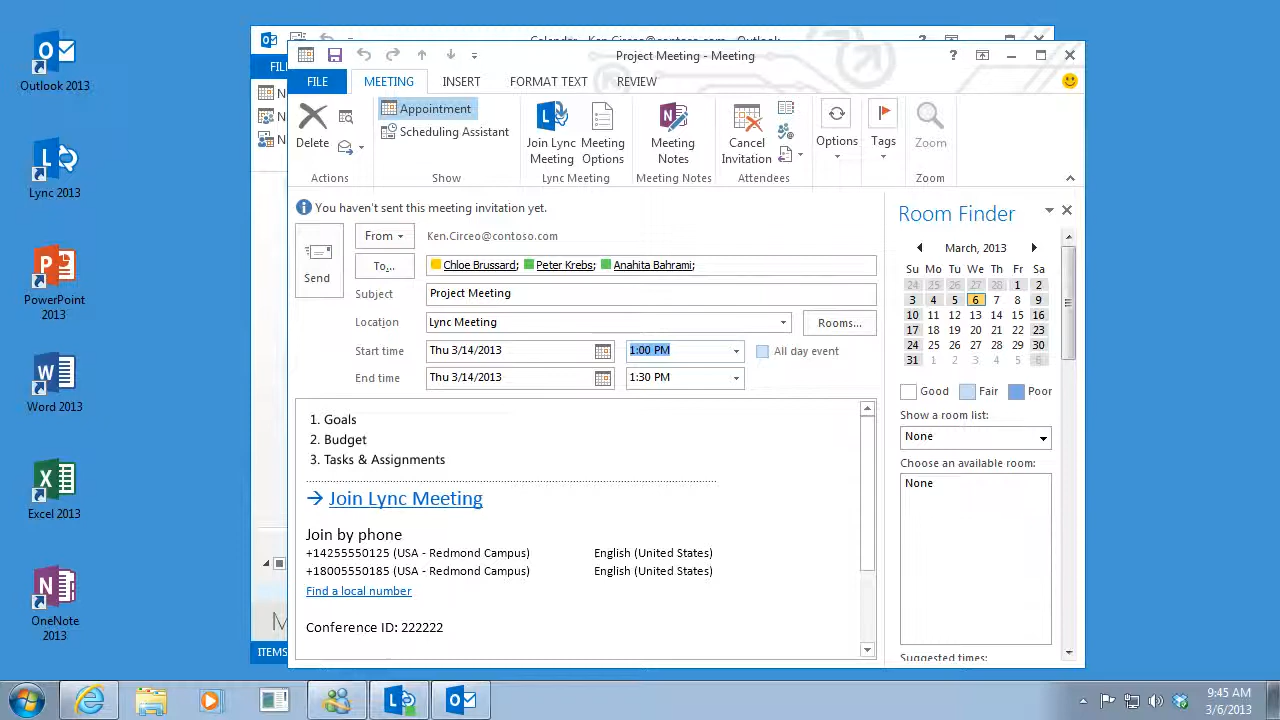 Outlook 2013
Lync 2013
PowerPoint
2013
Word 2013
Excel 2013
OneNote
2013
Calendar - Ken.Circeo@contoso.com - Outlook
FIL
N
N
N
M
ITEMS
Project Meeting - Meeting
FILE MEETING INSERT FORMAT TEXT REVIEW
Delete
Actions
Appointment
Scheduling Assistant
Show
Join Lync
Meeting
Meeting
Options
Lync Meeting
Meeting
Notes
Meeting Notes
Cancel
Invitation
Attendees
Options
Tags
Zoom
Zoom
You haven't sent this meeting invitation yet.
Send
From Ken.Circeo@contoso.com
To... Chloe Brussard; Peter Krebs; Anahita Bahrami;
Subject Project Meeting
Location Lync Meeting Rooms...
Start time Thu 3/14/2013 1:00 PM All day event
End time Thu 3/14/2013 1:30 PM
1. Goals
2. Budget
3. Tasks & Assignments
→ Join Lync Meeting
Join by phone
+14255550125 (USA - Redmond Campus) English (United States)
+18005550185 (USA - Redmond Campus) English (United States)
Find a local number
Conference ID: 222222
Room Finder
March, 2013
Su Mo Tu We Th Fr Sa
24 25 26 27 28 1 2
3 4 5 6 7 8 9
10 11 12 13 14 15 16
17 18 19 20 21 22 23
24 25 26 27 28 29 30
31 1 2 3 4 5 6
Good Fair Poor
Show a room list:
None
Choose an available room:
None
Suggested times:
9:45 AM
3/6/2013